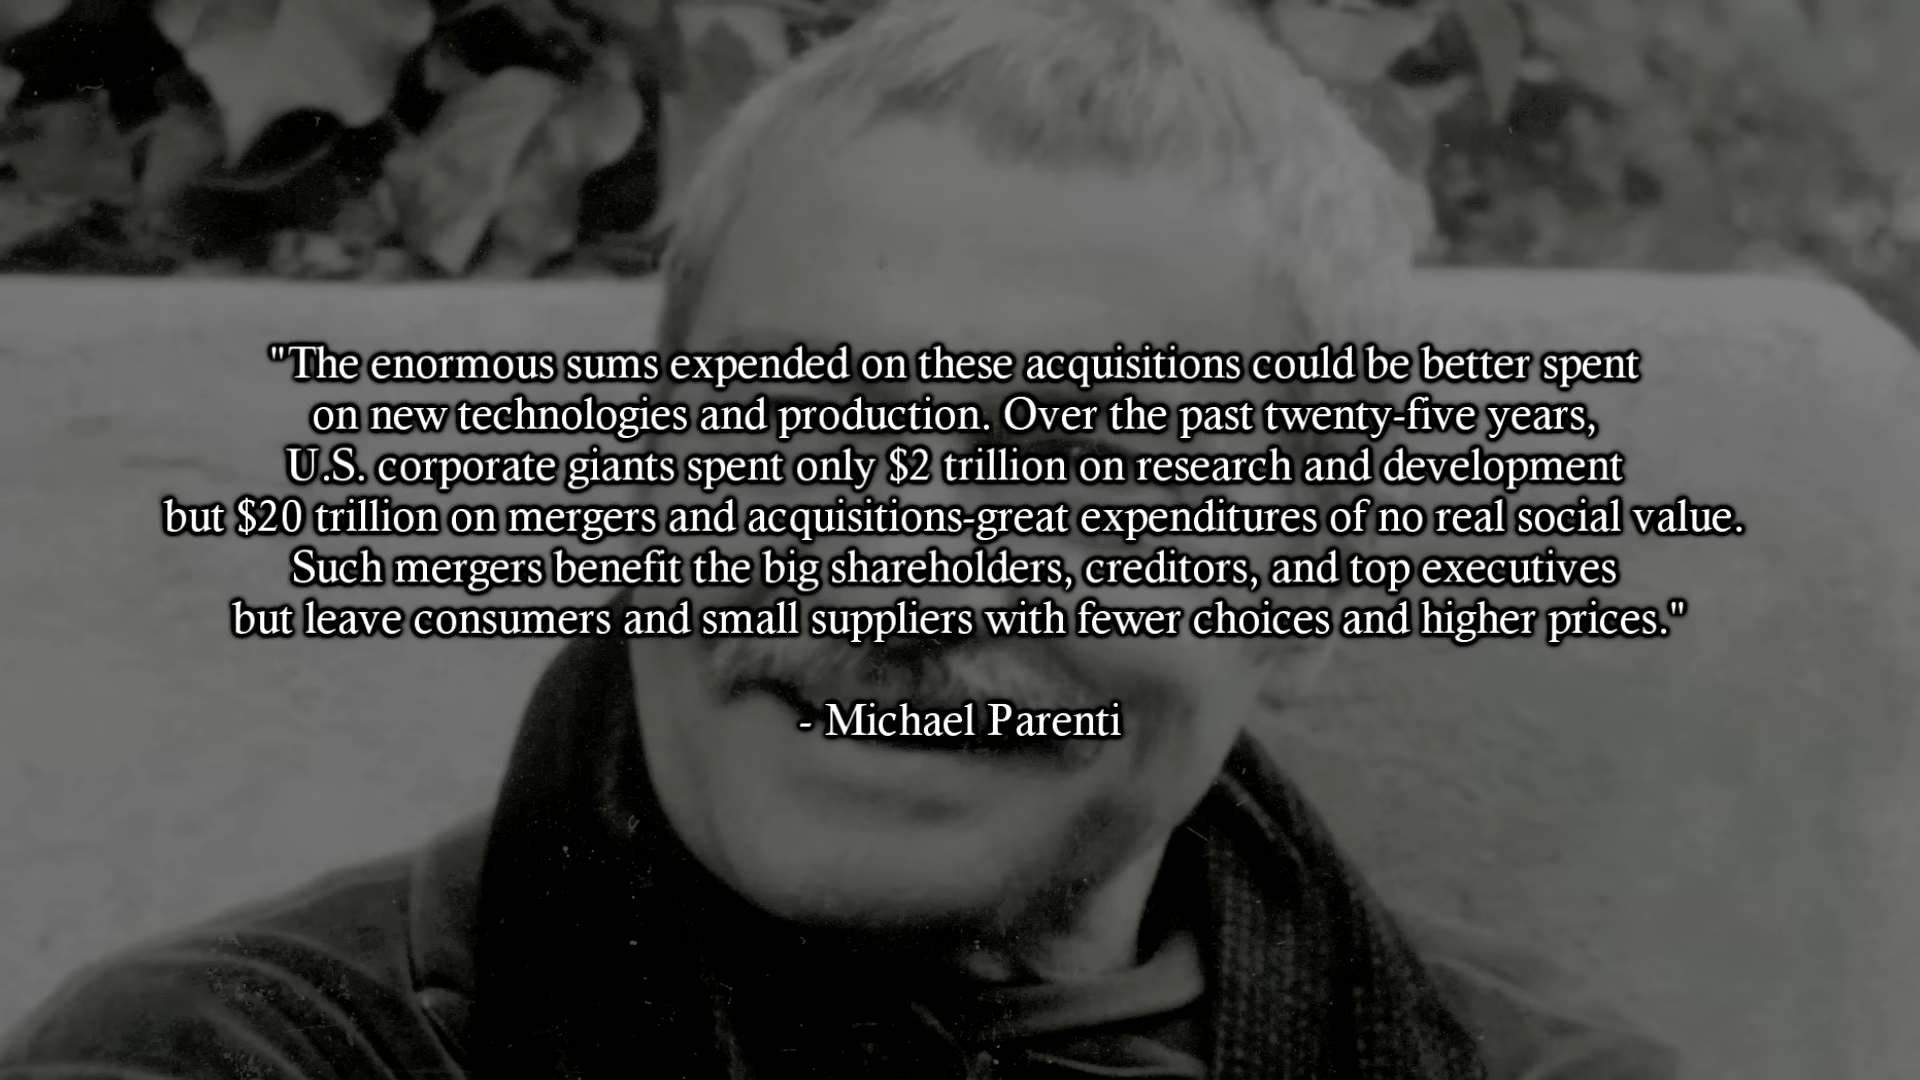 "The enormous sums expended on these acquisitions could be better spent
on new technologies and production. Over the past twenty-five years,
U.S. corporate giants spent only $2 trillion on research and development
but $20 trillion on mergers and acquisitions-great expenditures of no real social value.
Such mergers benefit the big shareholders, creditors, and top executives
but leave consumers and small suppliers with fewer choices and higher prices."
- Michael Parenti